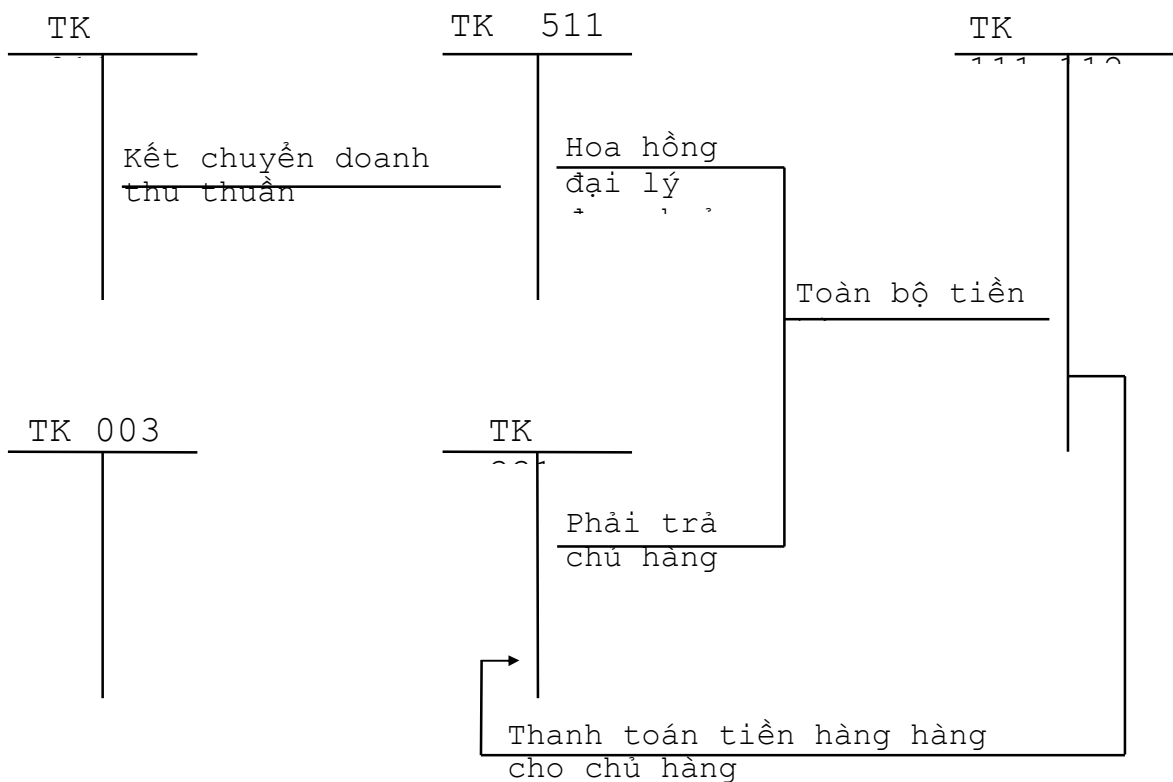 TK
TK 511
TK
Kết chuyển doanh
thu thuần
Hoa hồng
đại lý
Toàn bộ tiền
TK 003
TK
Phải trả
chủ hàng
Thanh toán tiền hàng hàng
cho chủ hàng